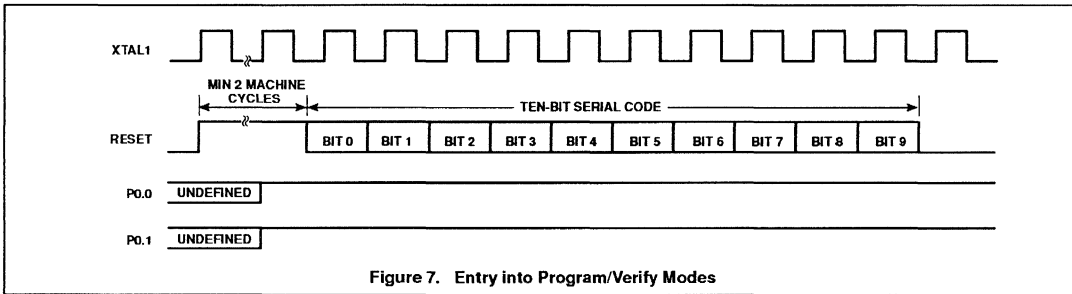 XTAL1
MIN 2 MACHINE
CYCLES
TEN-BIT SERIAL CODE
RESET
BIT 0 BIT 1 BIT 2 BIT 3 BIT 4 BIT 5 BIT 6 BIT 7 BIT 8 BIT 9
P0.0 UNDEFINED
P0.1 UNDEFINED
Figure 7. Entry into Program/Verify Modes